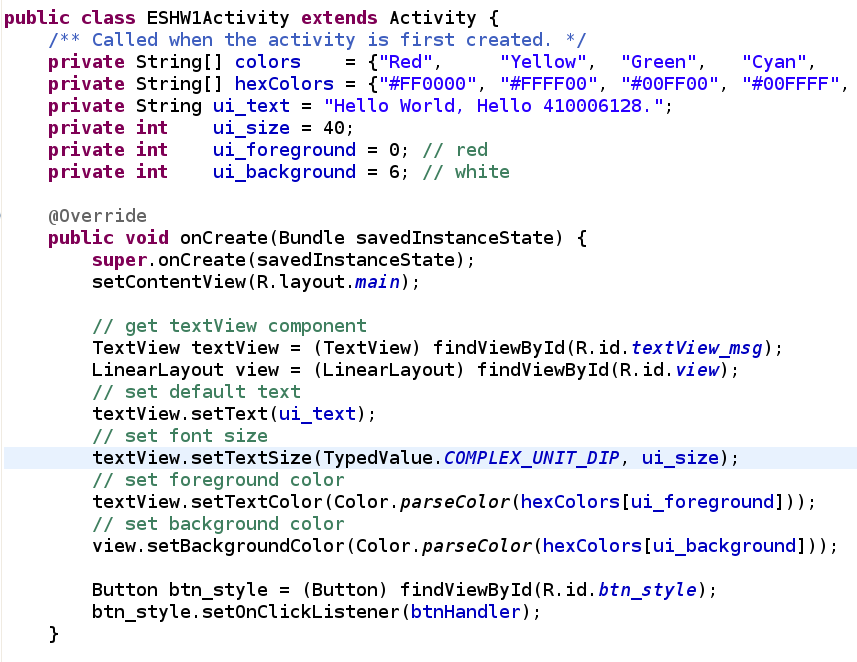 public class ESHW1Activity extends Activity {
    /** Called when the activity is first created. */
    private String[] colors    = {"Red",     "Yellow",  "Green",   "Cyan",
    private String[] hexColors = {"#FF0000", "#FFFF00", "#00FF00", "#00FFFF",
    private String ui_text = "Hello World, Hello 410006128.";
    private int    ui_size = 40;
    private int    ui_foreground = 0; // red
    private int    ui_background = 6; // white

    @Override
    public void onCreate(Bundle savedInstanceState) {
        super.onCreate(savedInstanceState);
        setContentView(R.layout.main);

        // get textView component
        TextView textView = (TextView) findViewById(R.id.textView_msg);
        LinearLayout view = (LinearLayout) findViewById(R.id.view);
        // set default text
        textView.setText(ui_text);
        // set font size
        textView.setTextSize(TypedValue.COMPLEX_UNIT_DIP, ui_size);
        // set foreground color
        textView.setTextColor(Color.parseColor(hexColors[ui_foreground]));
        // set background color
        view.setBackgroundColor(Color.parseColor(hexColors[ui_background]));

        Button btn_style = (Button) findViewById(R.id.btn_style);
        btn_style.setOnClickListener(btnHandler);
    }